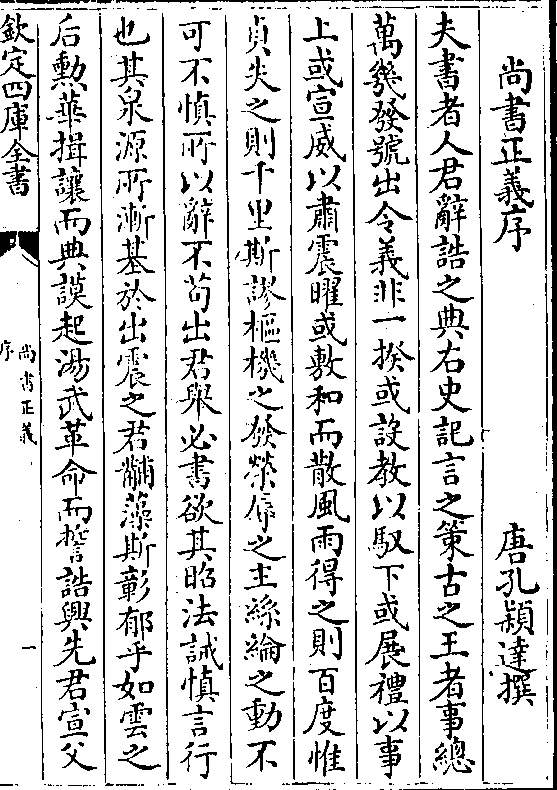 尚書正義序
唐孔穎達撰
夫書者人君辭誥之典右史記言之策古之王者事總
萬幾發號出令義非一揆或設教以馭下或展禮以事
上或宣威以肅震曜或敷和而散風雨得之則百度惟
貞失之則千里斯謬樞機之發榮辱之主絲綸之動不
可不慎所以辭不苟出君舉必書欲其昭法誡慎言行
也其泉源所漸基於出震之君黼藻斯彰郁乎如雲之
后勳華揖讓而典謨起湯武革命而誓誥興先君宣父
欽定四庫全書
尚書正義
序
一